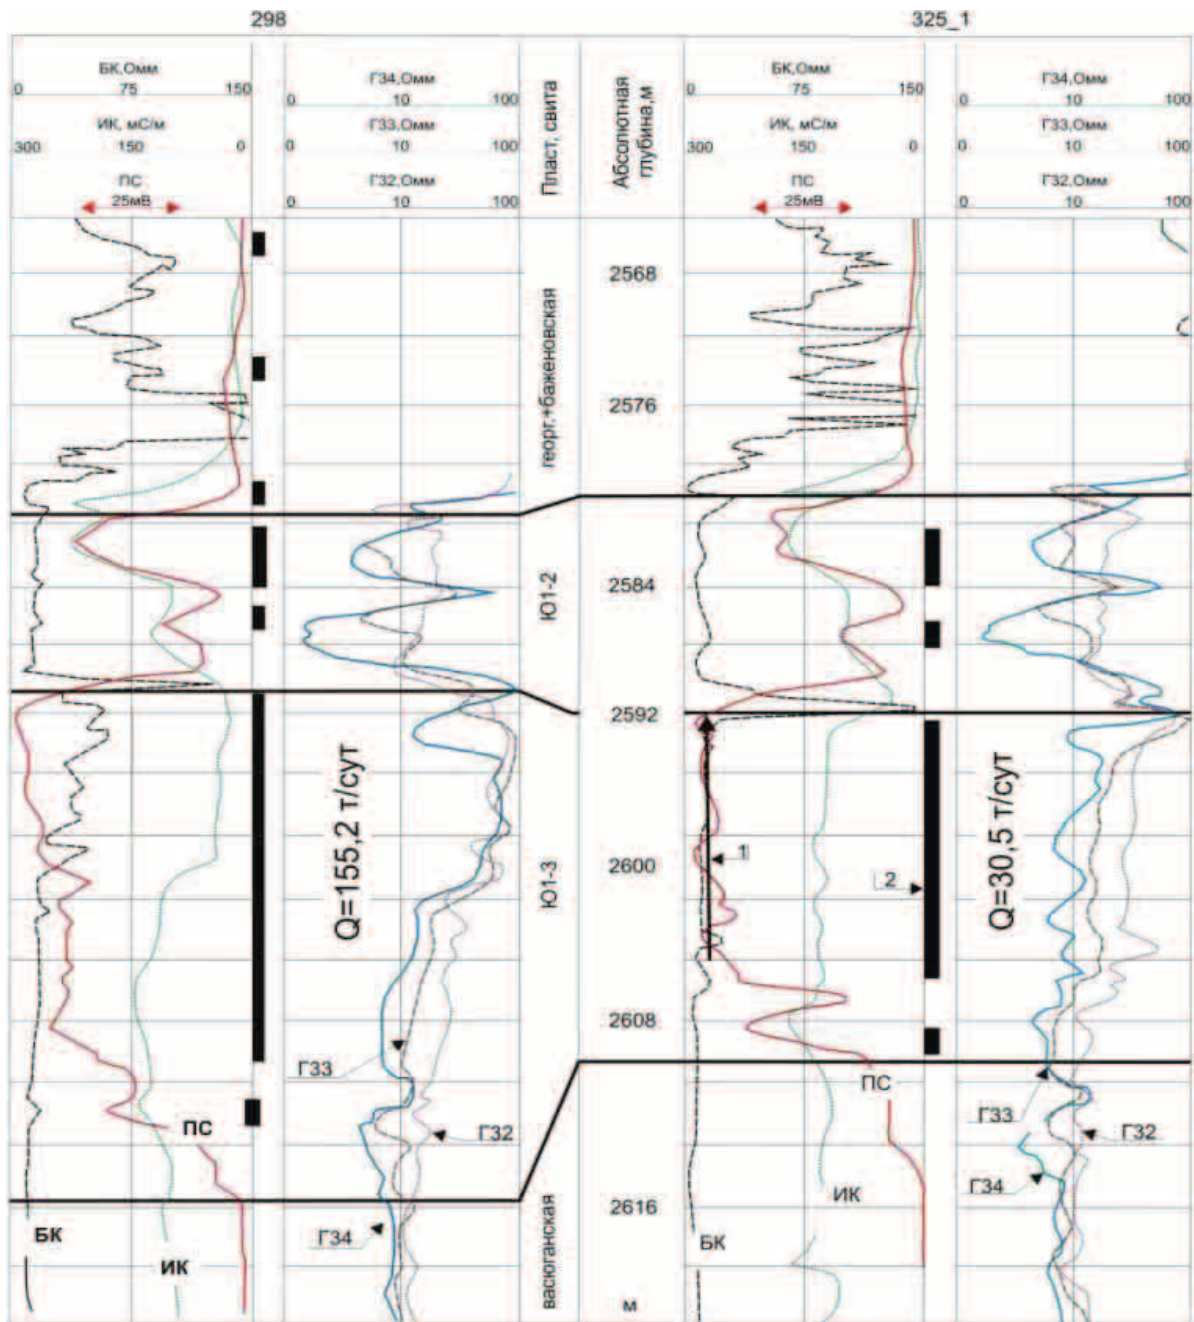 298 325_1
БК,Омм
0 75 150
ИК, мС/м
300 150 0
ПС
25мВ
Г34,Омм
0 10 100
Г33,Омм
0 10 100
Г32,Омм
0 10 100
Пласт, свита
Абсолютная
глубина,м
БК,Омм
0 75 150
ИК,мС/м
300 150 0
ПС
25мВ
Г34,Омм
0 10 100
Г33,Омм
0 10 100
Г32,Омм
0 10 100
георг.+баженовская
Ю1-2
Ю1-3
васюганская
2568
2576
2584
2592
2600
2608
2616
м
Q=155,2 т/сут
Г33
Г32
Г34
ПС
БК
ИК
1
2
Q=30,5 т/сут
ПС
ИК
БК
Г33
Г32
Г34